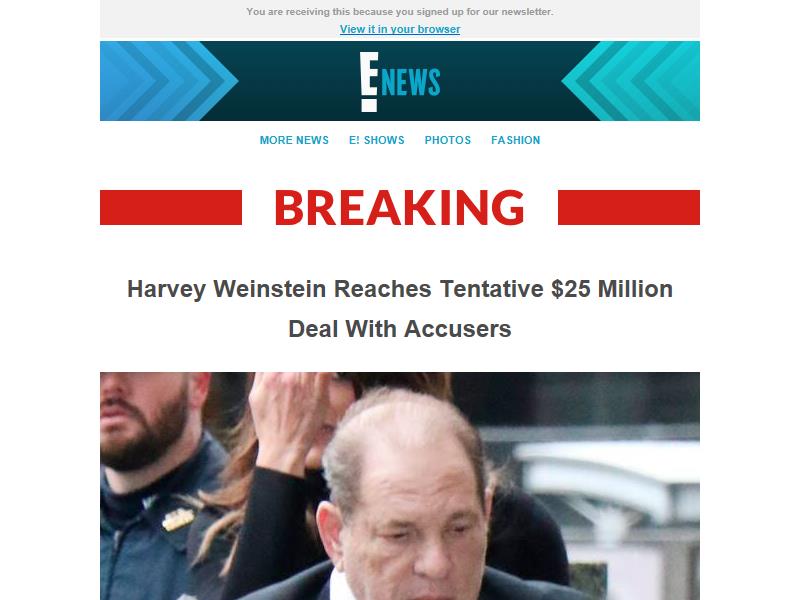 You are receiving this because you signed up for our newsletter.
View it in your browser
E! NEWS
MORE NEWS E! SHOWS PHOTOS FASHION
BREAKING
Harvey Weinstein Reaches Tentative $25 Million
Deal With Accusers